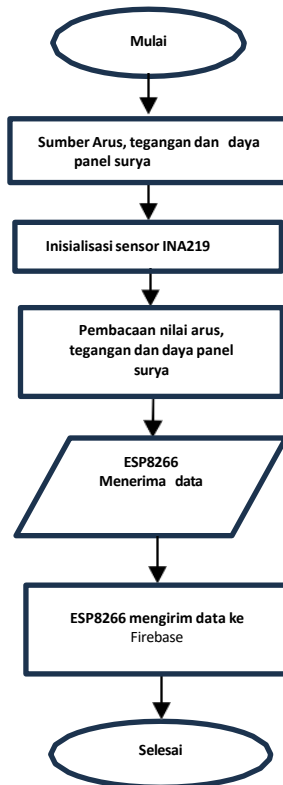 Mulai
Sumber Arus, tegangan dan daya
panel surya
Inisialisasi sensor INA219
Pembacaan nilai arus,
tegangan dan daya panel
surya
ESP8266
Menerima data
ESP8266 mengirim data ke
Firebase
Selesai